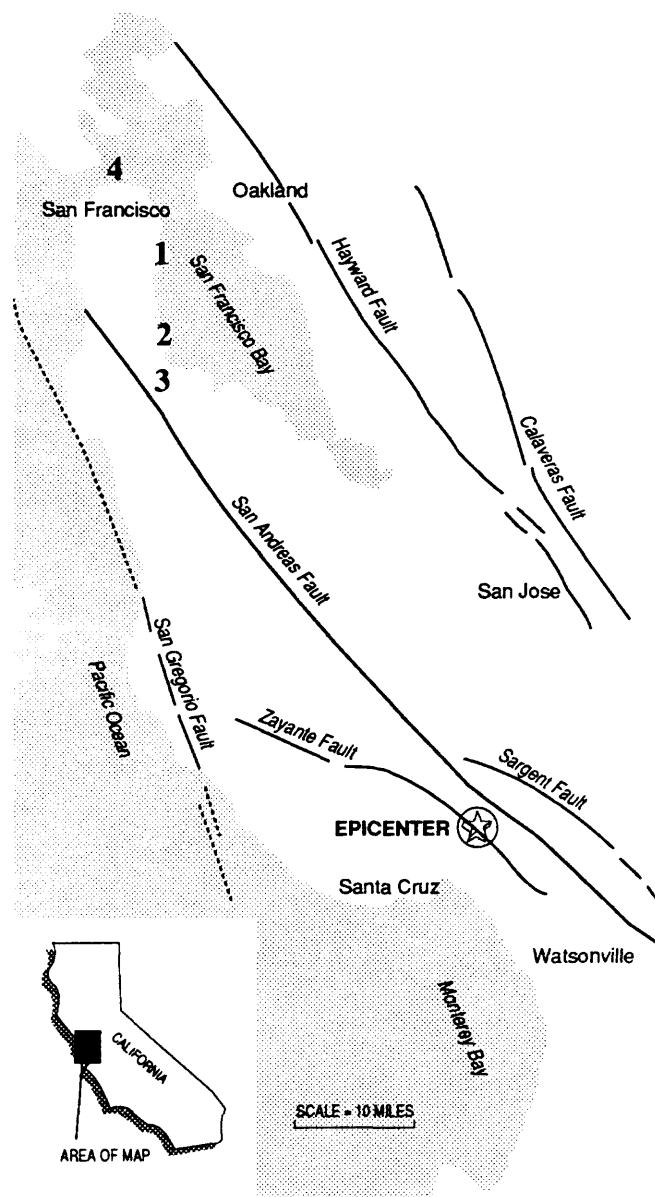 4
Oakland
San Francisco
1
San Francisco Bay
Hayward Fault
2
3
Calaveras Fault
San Andreas Fault
San Jose
San Gregorio Fault
Pacific Ocean
Zayante Fault
Sargent Fault
EPICENTER
Santa Cruz
Watsonville
Monterey Bay
CALIFORNIA
SCALE = 10 MILES
AREA OF MAP